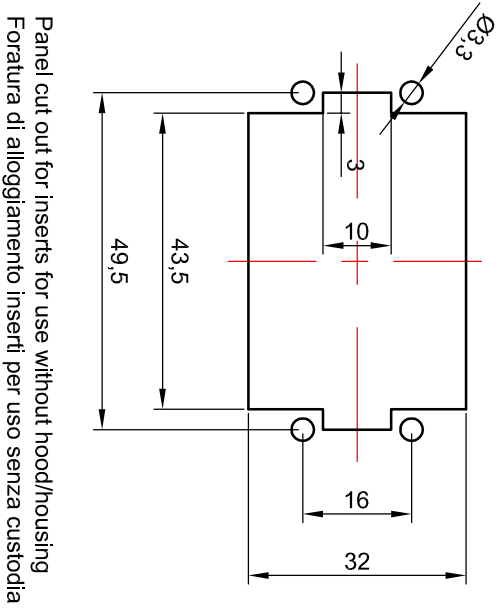 Ø3,3
3
10
43,5
49,5
16
32
Panel cut out for inserts for use without hood/housing
Foratura di alloggiamento inserti per uso senza custodia